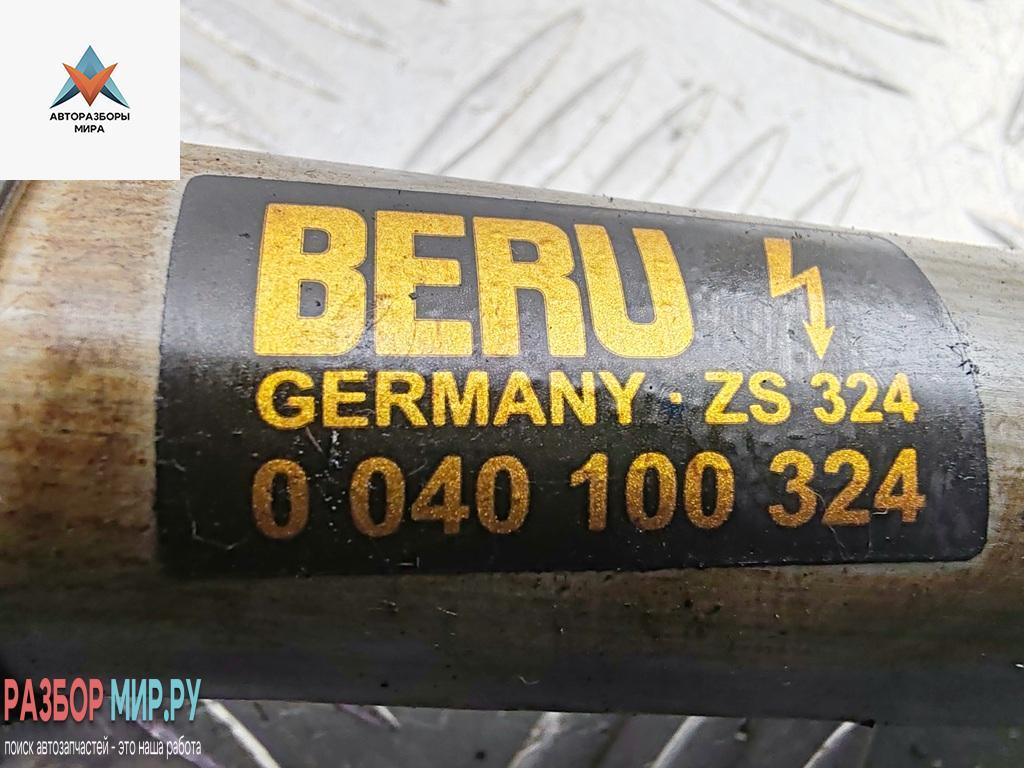 АВТОРАЗБОРЫ
МИРА
BERU
GERMANY · ZS 324
0 040 100 324
РАЗБОР МИР.РУ
поиск автозапчастей - это наша работа